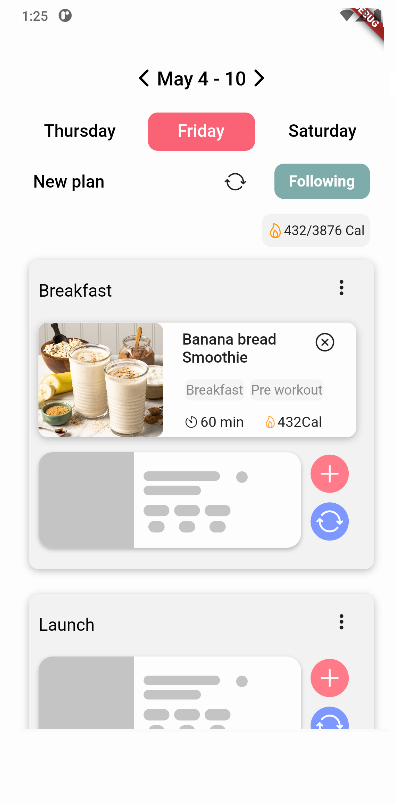 1:25
EBUG
May 4 - 10
Thursday Friday Saturday
New plan Following
432/3876 Cal
Breakfast
Banana bread
Smoothie
Breakfast Pre workout
60 min 432Cal
Launch